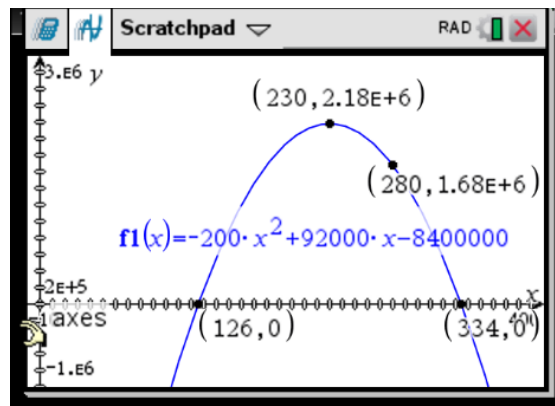 Scratchpad RAD
3.E6 y
(230,2.18E+6)
(280,1.68E+6)
f1(x)=-200·x²+92000·x-8400000
2E+5
x
axes
(126,0)
(334,0)
-1.E6